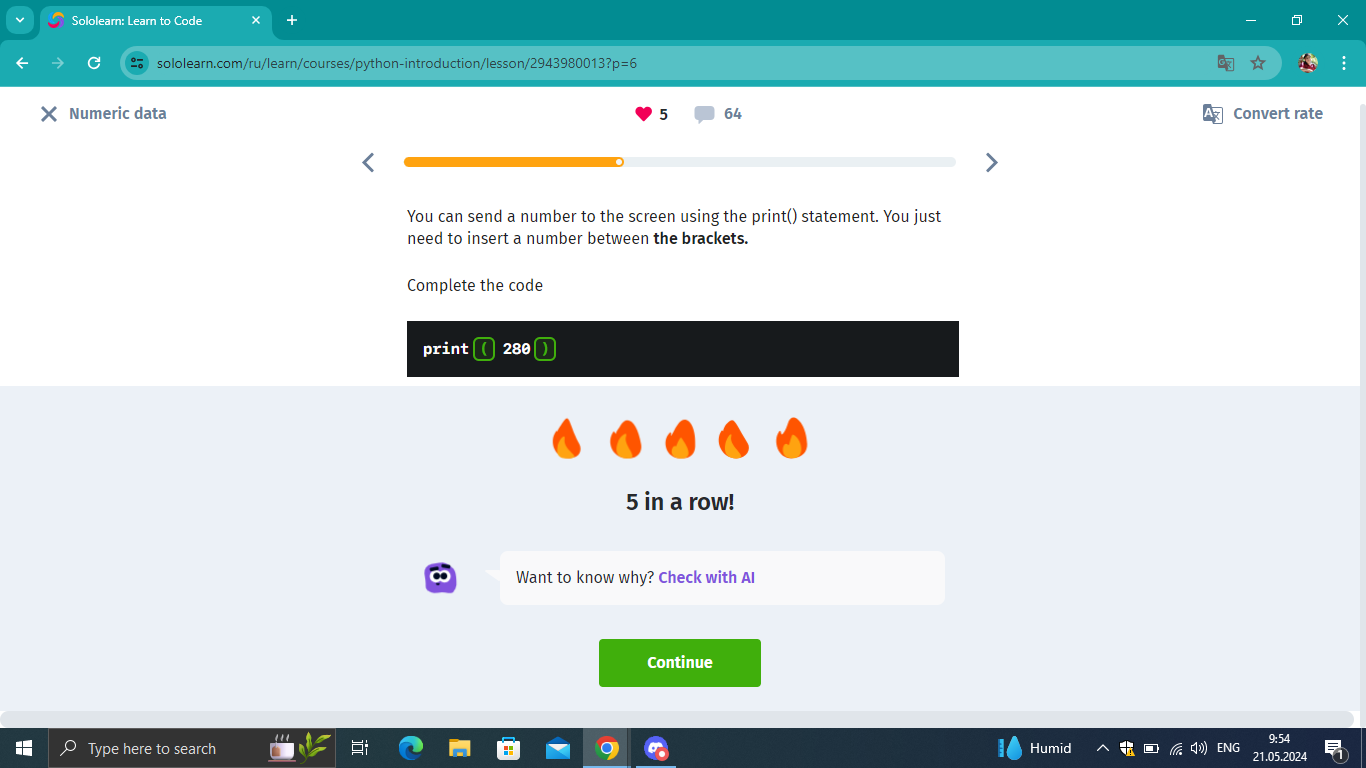 Sololearn: Learn to Code
sololearn.com/ru/learn/courses/python-introduction/lesson/2943980013?p=6
Numeric data
5
64
Convert rate
You can send a number to the screen using the print() statement. You just
need to insert a number between the brackets.
Complete the code
print ( 280 )
5 in a row!
Want to know why? Check with AI
Continue
Type here to search
Humid
ENG
9:54
21.05.2024
1